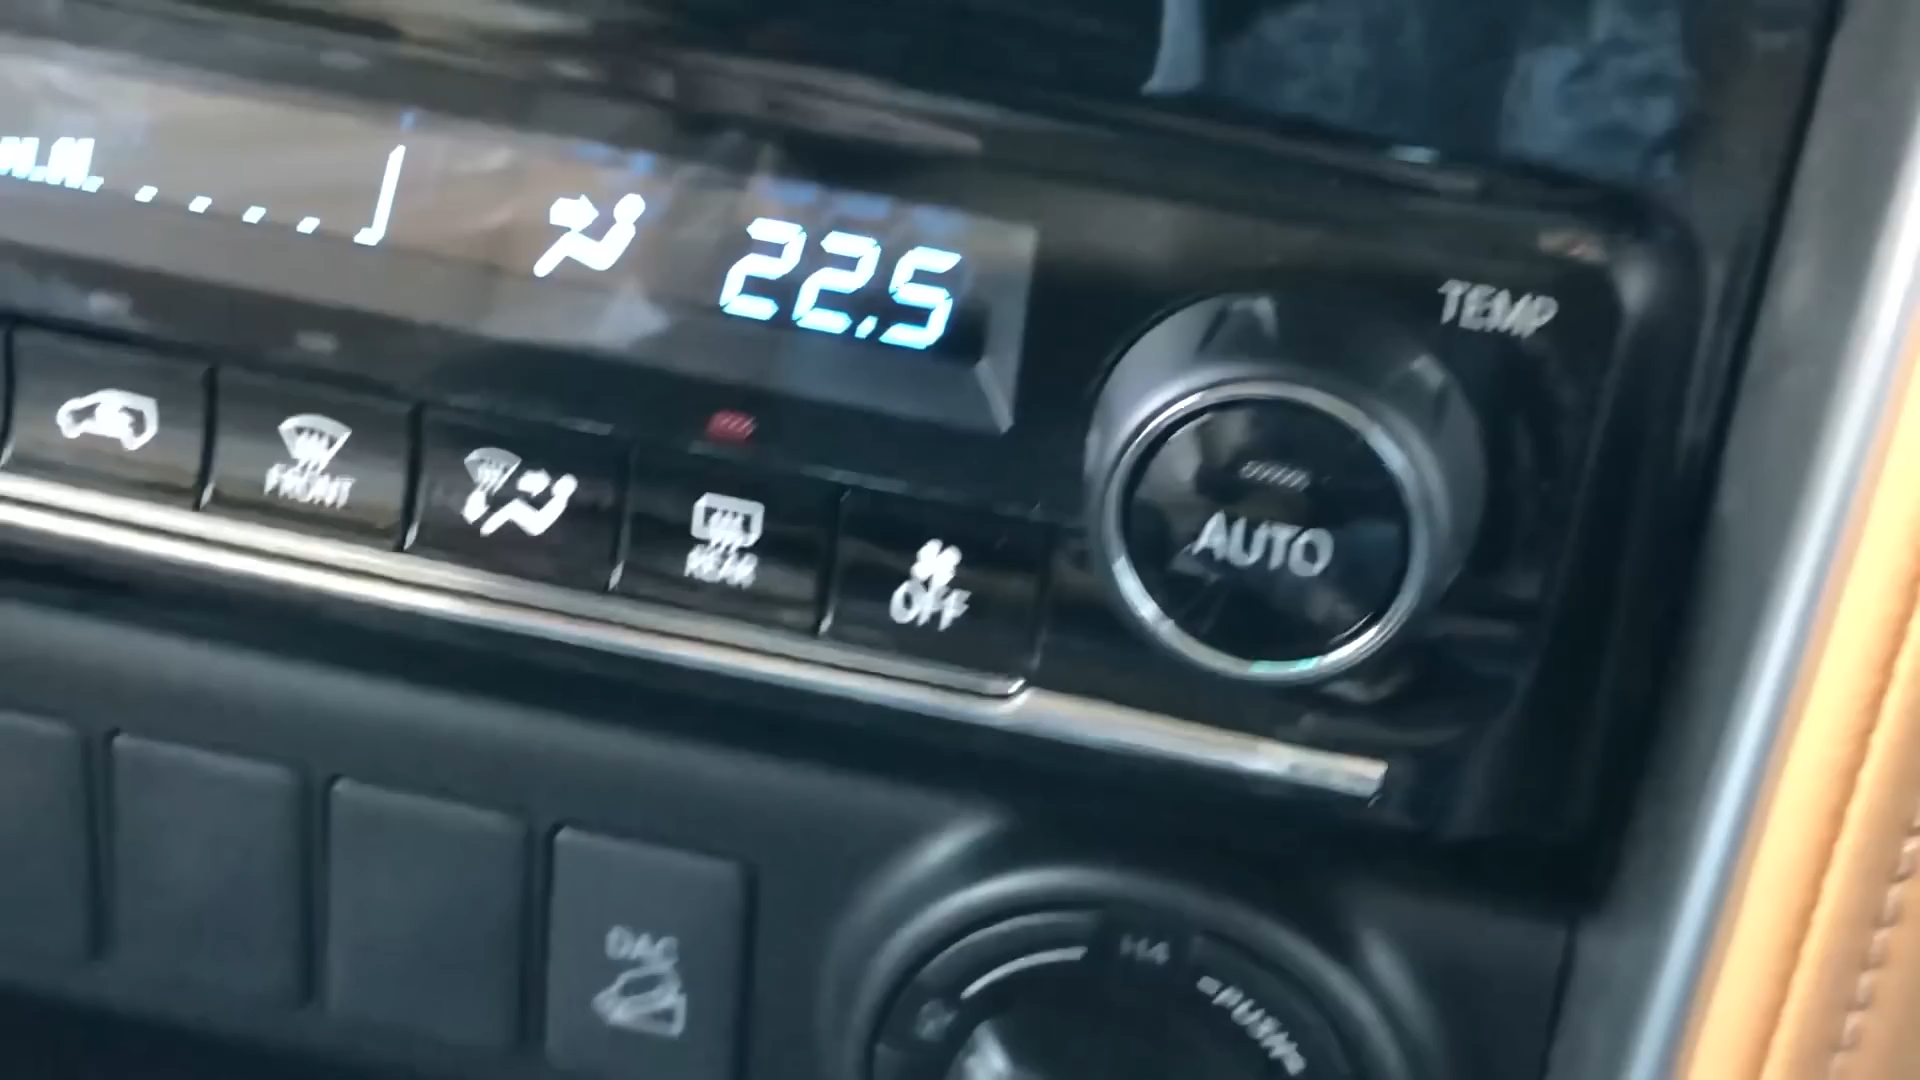 22.5
TEMP
FRONT
REAR
OFF
AUTO
DAC
H4
PUSH